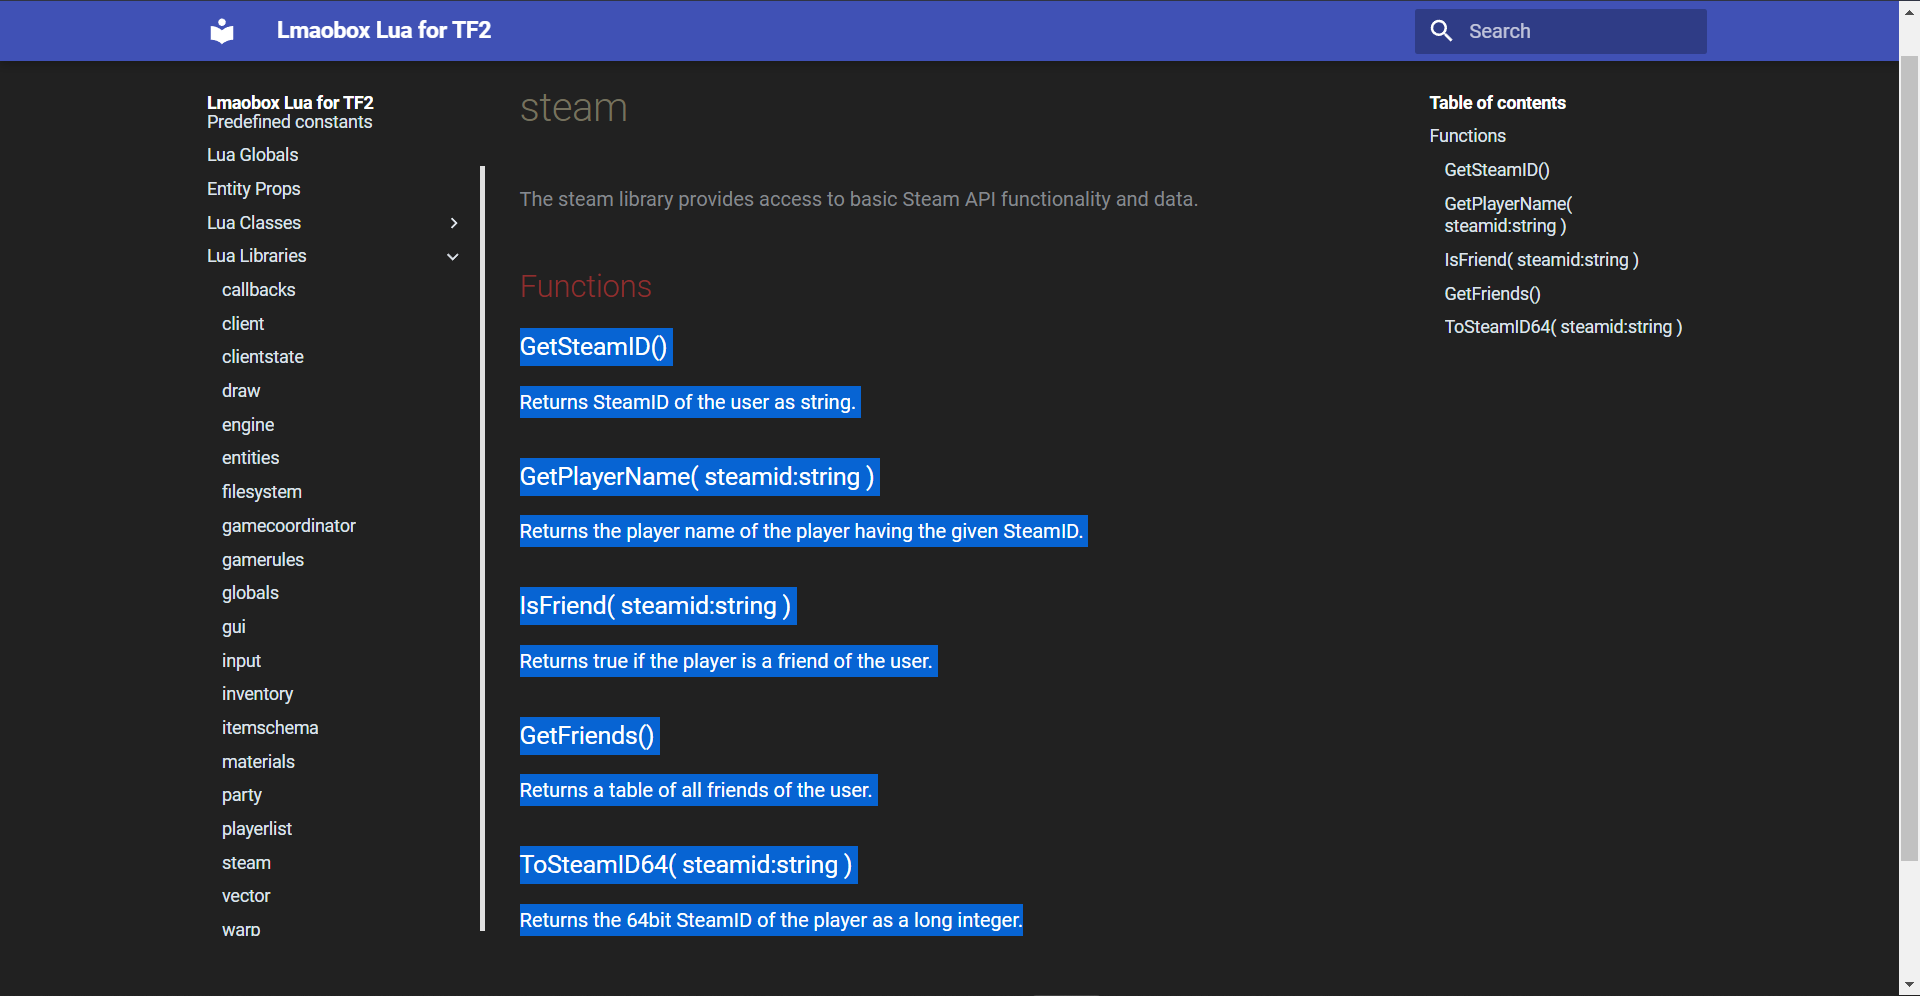 Lmaobox Lua for TF2
Search
Lmaobox Lua for TF2
Predefined constants
Lua Globals
Entity Props
Lua Classes
Lua Libraries
callbacks
client
clientstate
draw
engine
entities
filesystem
gamecoordinator
gamerules
globals
gui
input
inventory
itemschema
materials
party
playerlist
steam
vector
warp
steam
The steam library provides access to basic Steam API functionality and data.
Functions
GetSteamID()
Returns SteamID of the user as string.
GetPlayerName( steamid:string )
Returns the player name of the player having the given SteamID.
IsFriend( steamid:string )
Returns true if the player is a friend of the user.
GetFriends()
Returns a table of all friends of the user.
ToSteamID64( steamid:string )
Returns the 64bit SteamID of the player as a long integer.
Table of contents
Functions
GetSteamID()
GetPlayerName(
steamid:string )
IsFriend( steamid:string )
GetFriends()
ToSteamID64( steamid:string )